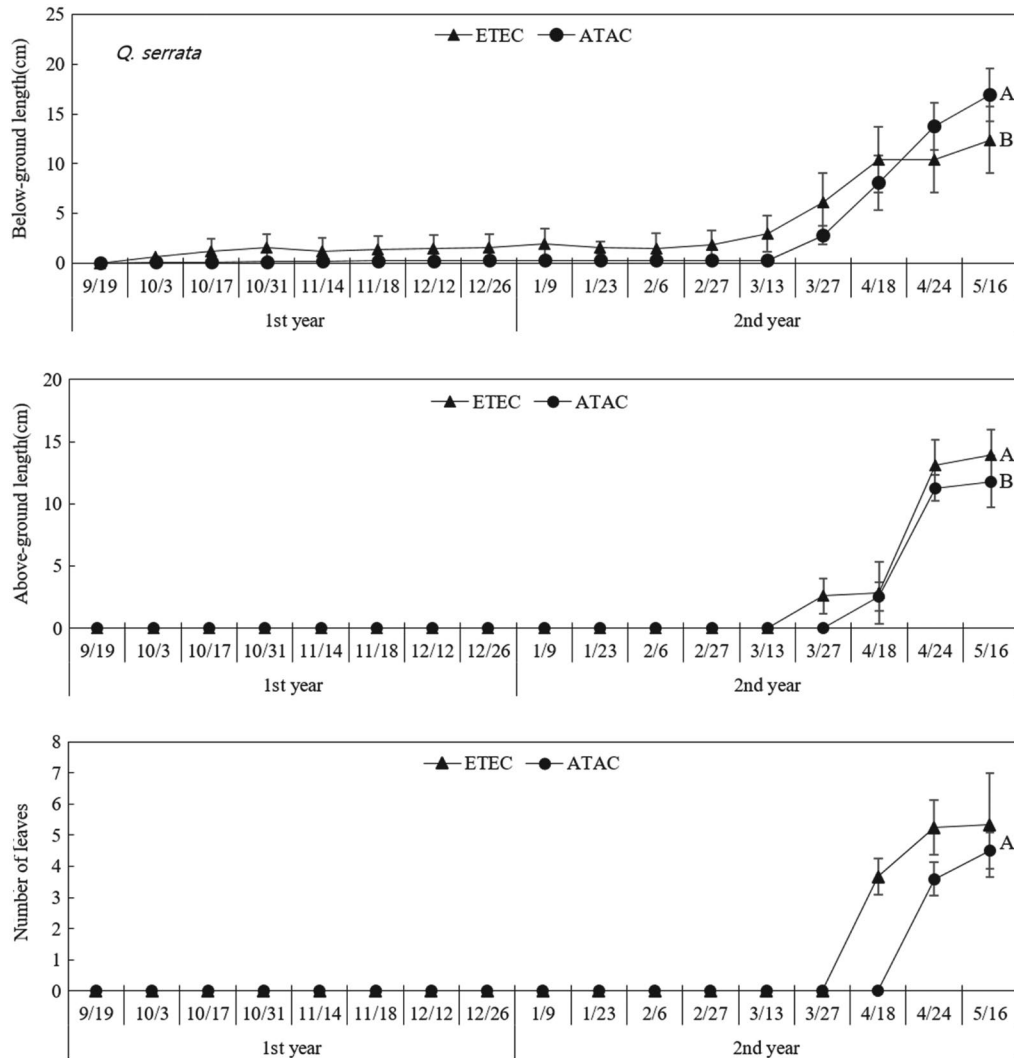 25
ETEC ATAC
Q. serrata
20
15
10
5
0
Below-ground length(cm)
A
B
9/19 10/3 10/17 10/31 11/14 11/18 12/12 12/26 1/9 1/23 2/6 2/27 3/13 3/27 4/18 4/24 5/16
1st year 2nd year
20
ETEC ATAC
15
10
5
0
Above-ground length(cm)
A
B
9/19 10/3 10/17 10/31 11/14 11/18 12/12 12/26 1/9 1/23 2/6 2/27 3/13 3/27 4/18 4/24 5/16
1st year 2nd year
8
ETEC ATAC
7
6
5
4
3
2
1
0
Number of leaves
A
9/19 10/3 10/17 10/31 11/14 11/18 12/12 12/26 1/9 1/23 2/6 2/27 3/13 3/27 4/18 4/24 5/16
1st year 2nd year